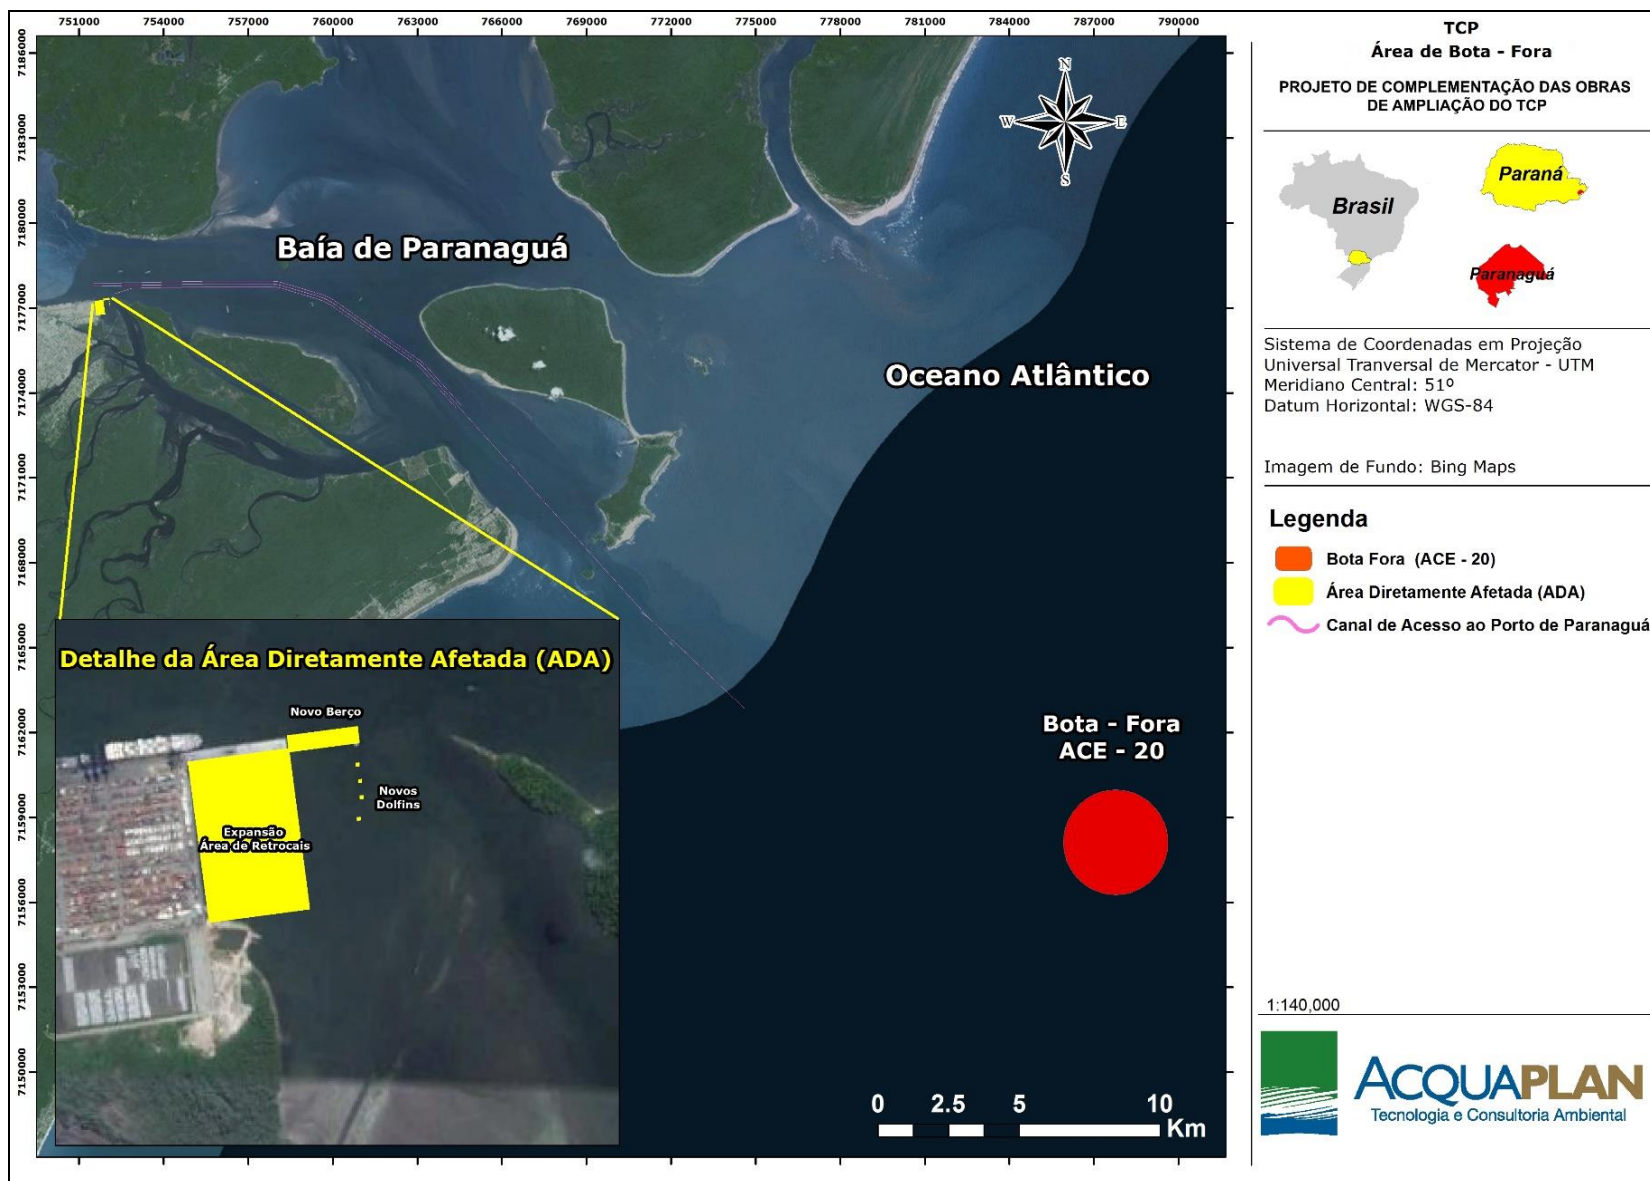 751000 754000 757000 760000 763000 766000 769000 772000 775000 778000 781000 784000 787000 790000
7186000
7183000
7180000
7177000
7174000
7171000
7168000
7165000
7162000
7159000
7156000
7153000
7150000
N
W E
S
Baía de Paranaguá
Oceano Atlântico
Bota - Fora
ACE - 20
Detalhe da Área Diretamente Afetada (ADA)
Novo Berço
Novos
Dolfins
Expansão
Área de Retrocais
0 2.5 5 10
Km
TCP
Área de Bota - Fora
PROJETO DE COMPLEMENTAÇÃO DAS OBRAS
DE AMPLIAÇÃO DO TCP
Brasil
Paraná
Paranaguá
Sistema de Coordenadas em Projeção
Universal Tranversal de Mercator - UTM
Meridiano Central: 51º
Datum Horizontal: WGS-84
Imagem de Fundo: Bing Maps
Legenda
Bota Fora (ACE - 20)
Área Diretamente Afetada (ADA)
Canal de Acesso ao Porto de Paranaguá
1:140,000
ACQUAPLAN
Tecnologia e Consultoria Ambiental